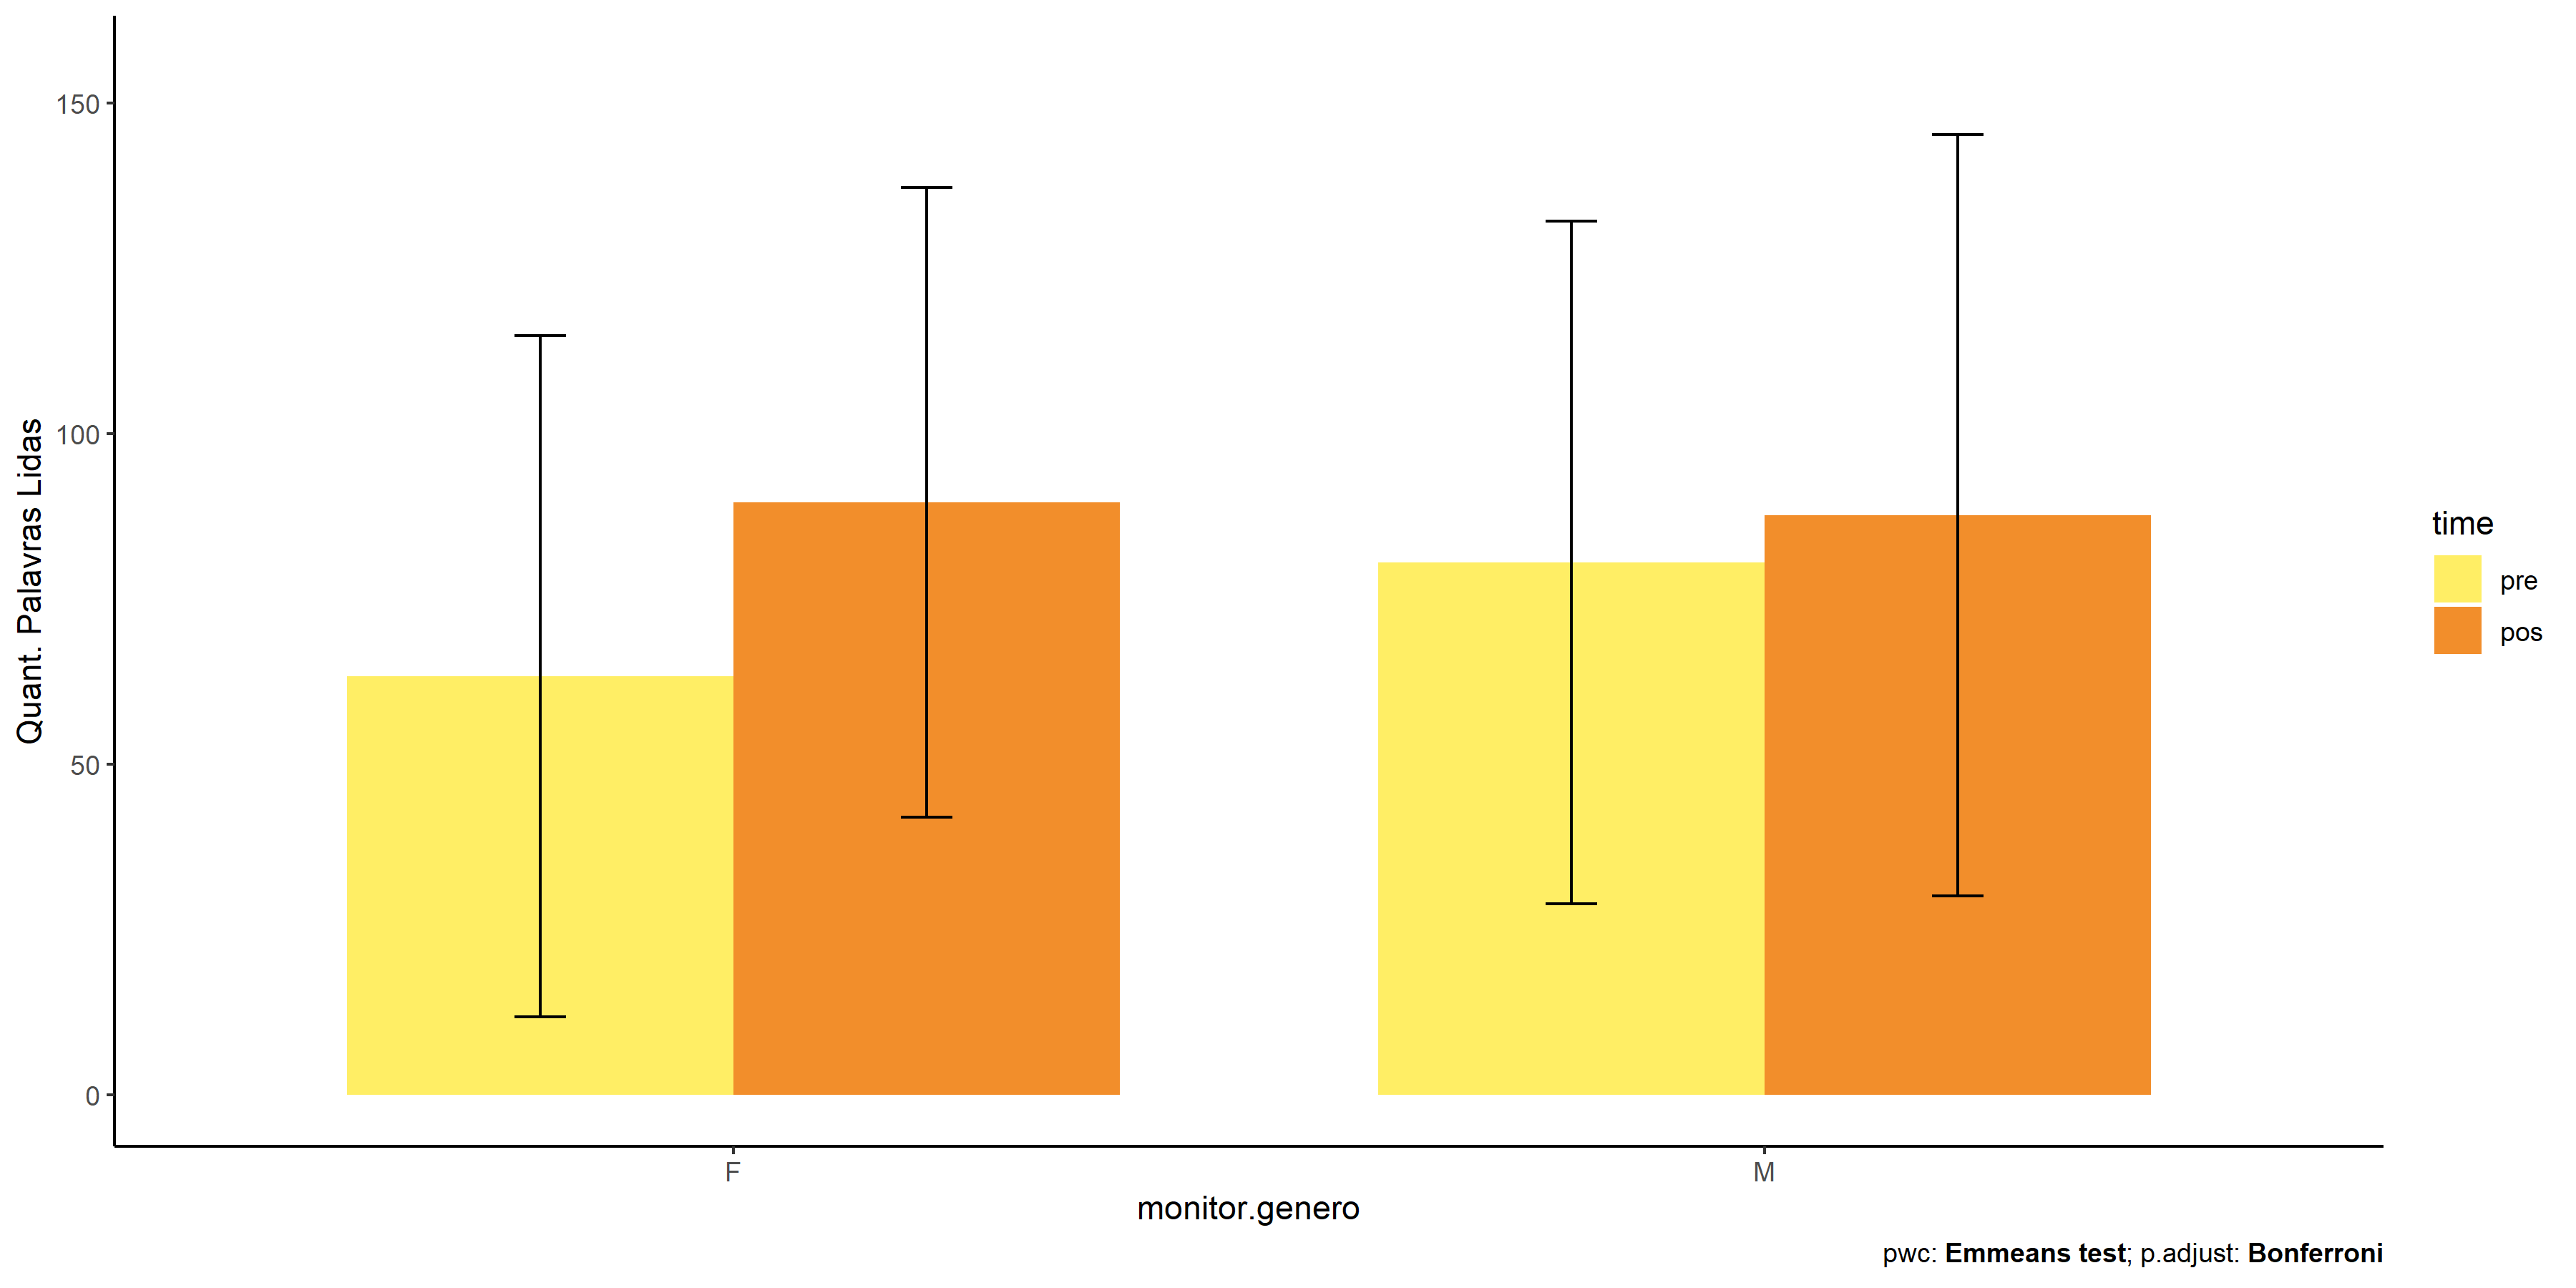 150
100
50
0
Quant. Palavras Lidas
F
M
monitor.genero
time
pre
pos
pwc: Emmeans test; p.adjust: Bonferroni